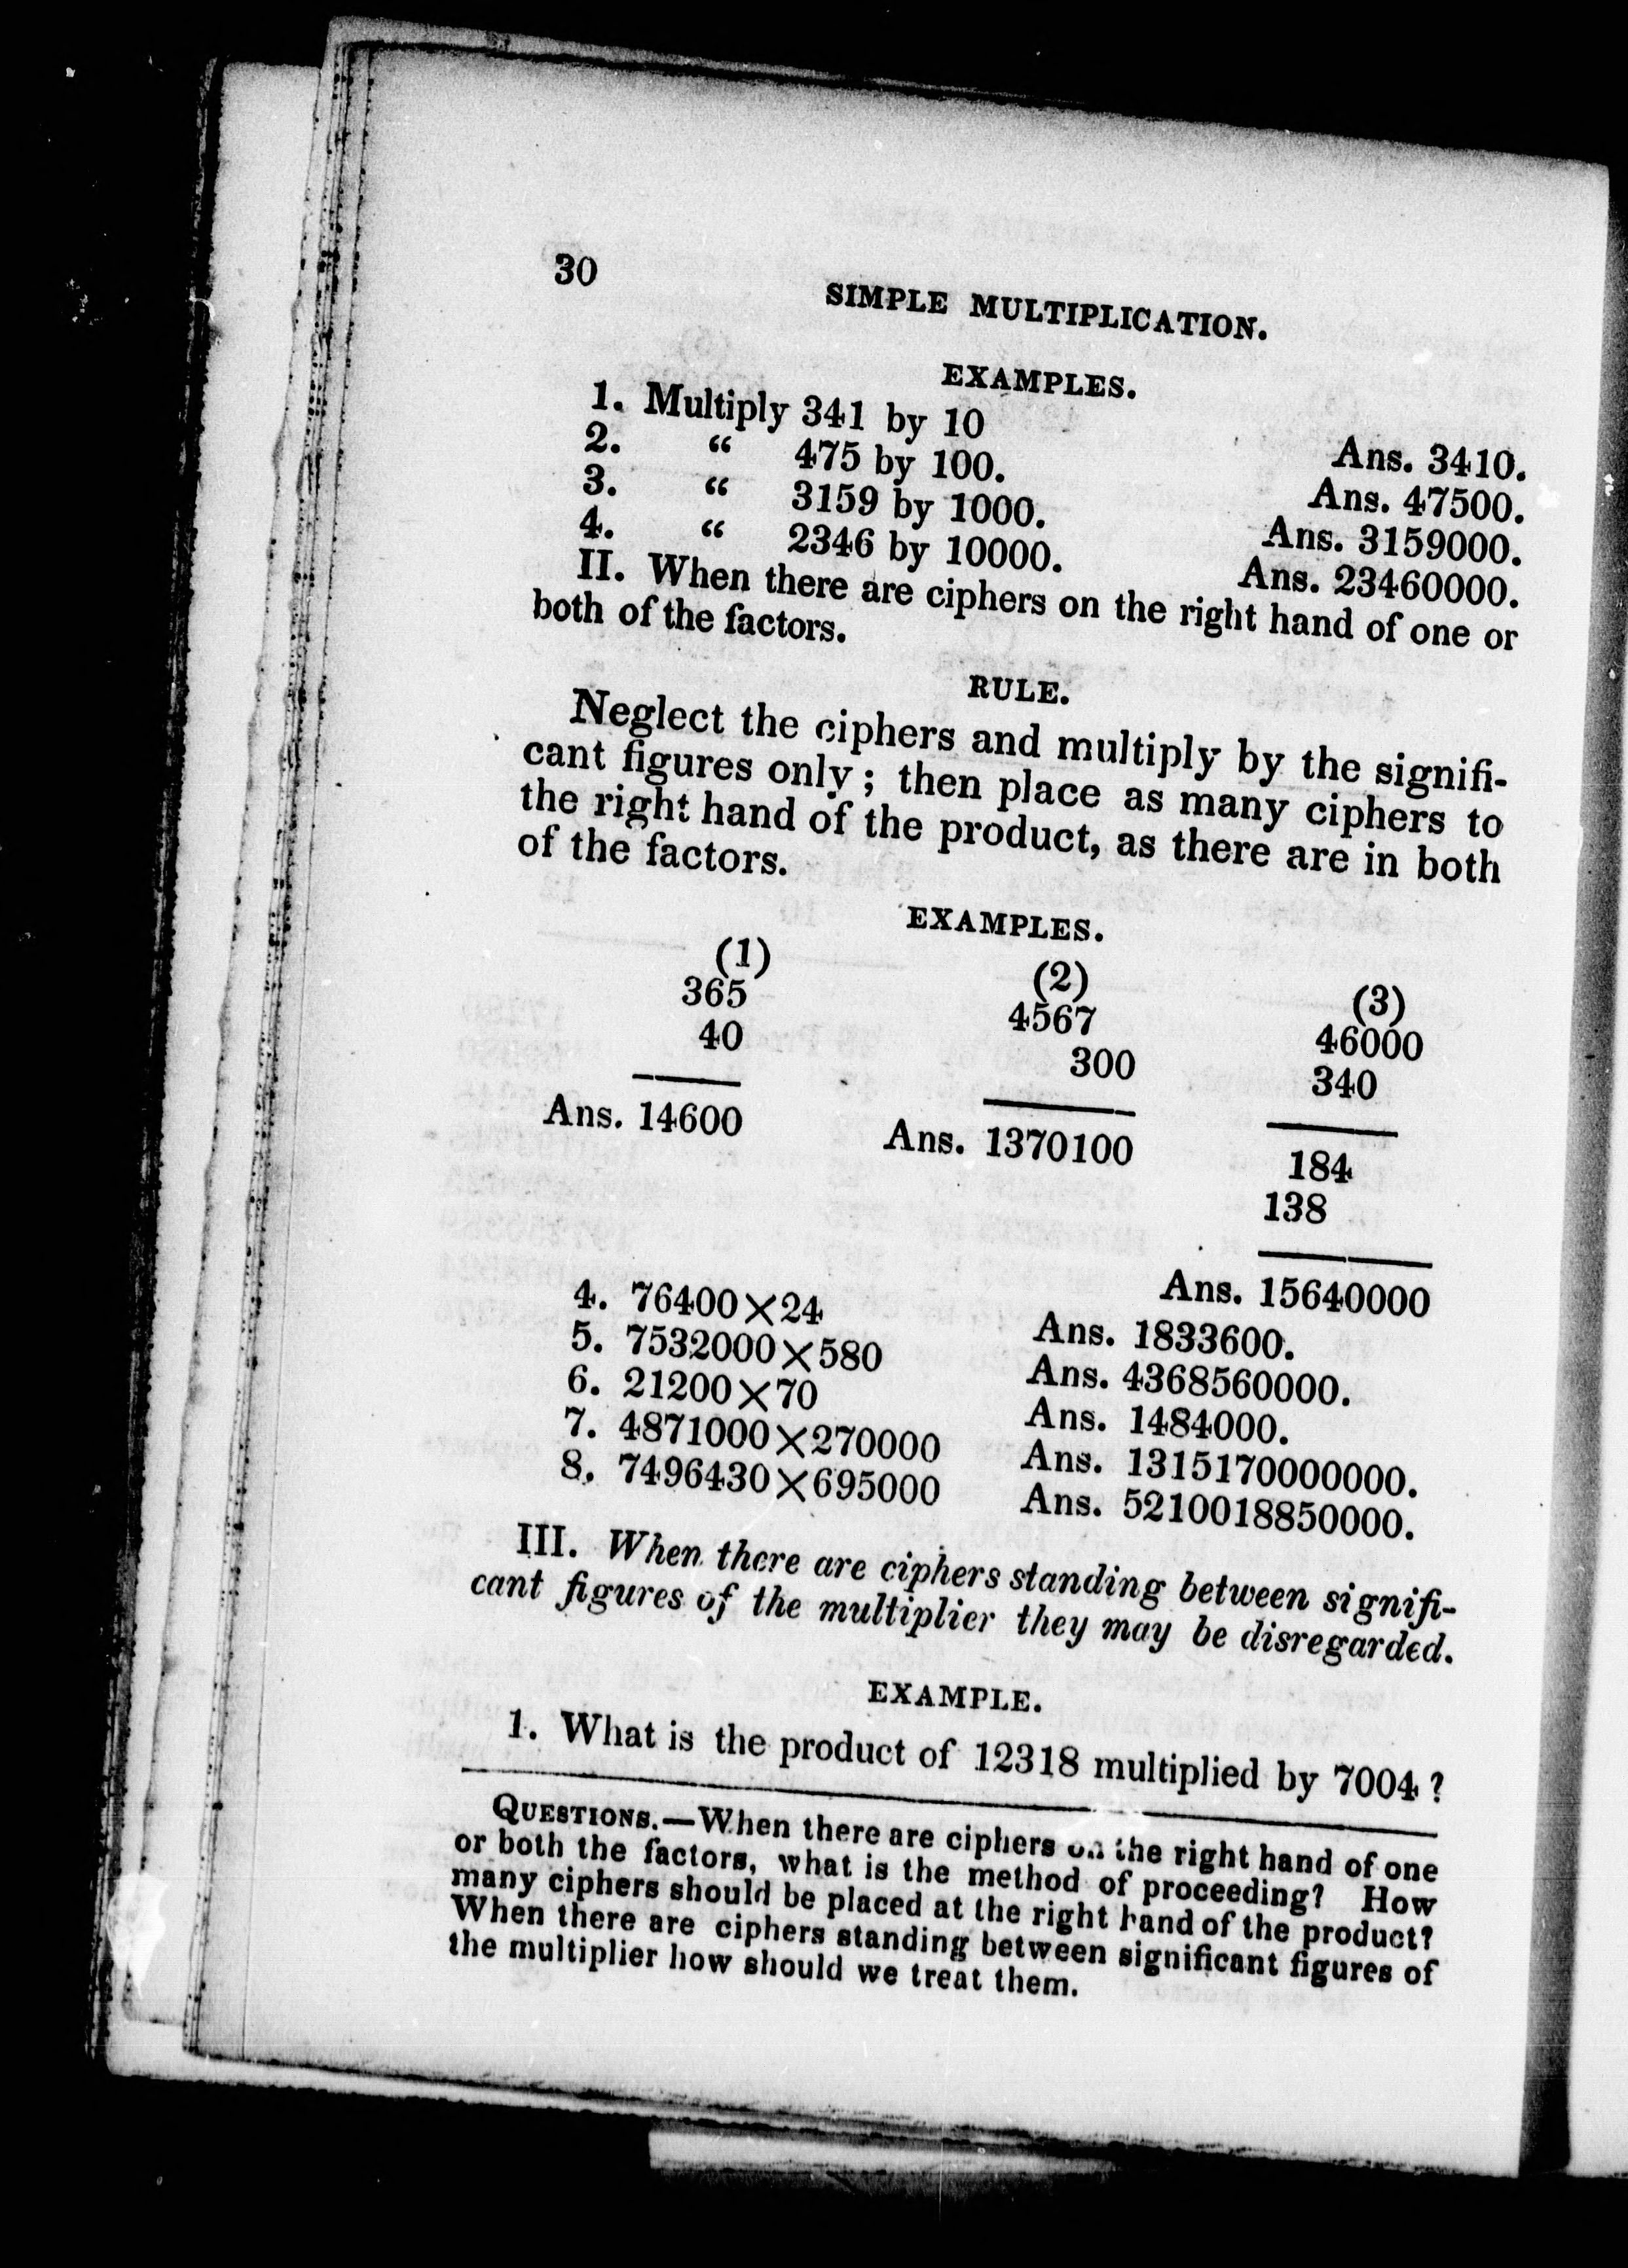 30
SIMPLE MULTIPLICATION.
EXAMPLES.
1. Multiply 341 by 10 Ans. 3410.
2. “ 475 by 100. Ans. 47500.
3. “ 3159 by 1000. Ans. 3159000.
4. “ 2346 by 10000. Ans. 23460000.
II. When there are ciphers on the right hand of one or
both of the factors.
RULE.
Neglect the ciphers and multiply by the signifi-
cant figures only; then place as many ciphers to
the right hand of the product, as there are in both
of the factors.
EXAMPLES.
(1) (2) (3)
365 4567 46000
40 300 340
Ans. 14600 Ans. 1370100 184
138
Ans. 15640000
4. 76400×24 Ans. 1833600.
5. 7532000×580 Ans. 4368560000.
6. 21200×70 Ans. 1484000.
7. 4871000×270000 Ans. 1315170000000.
8. 7496430×695000 Ans. 5210018850000.
III. When there are ciphers standing between signifi-
cant figures of the multiplier they may be disregarded.
EXAMPLE.
1. What is the product of 12318 multiplied by 7004?
QUESTIONS.—When there are ciphers on the right hand of one
or both the factors, what is the method of proceeding? How
many ciphers should be placed at the right hand of the product?
When there are ciphers standing between significant figures of
the multiplier how should we treat them.